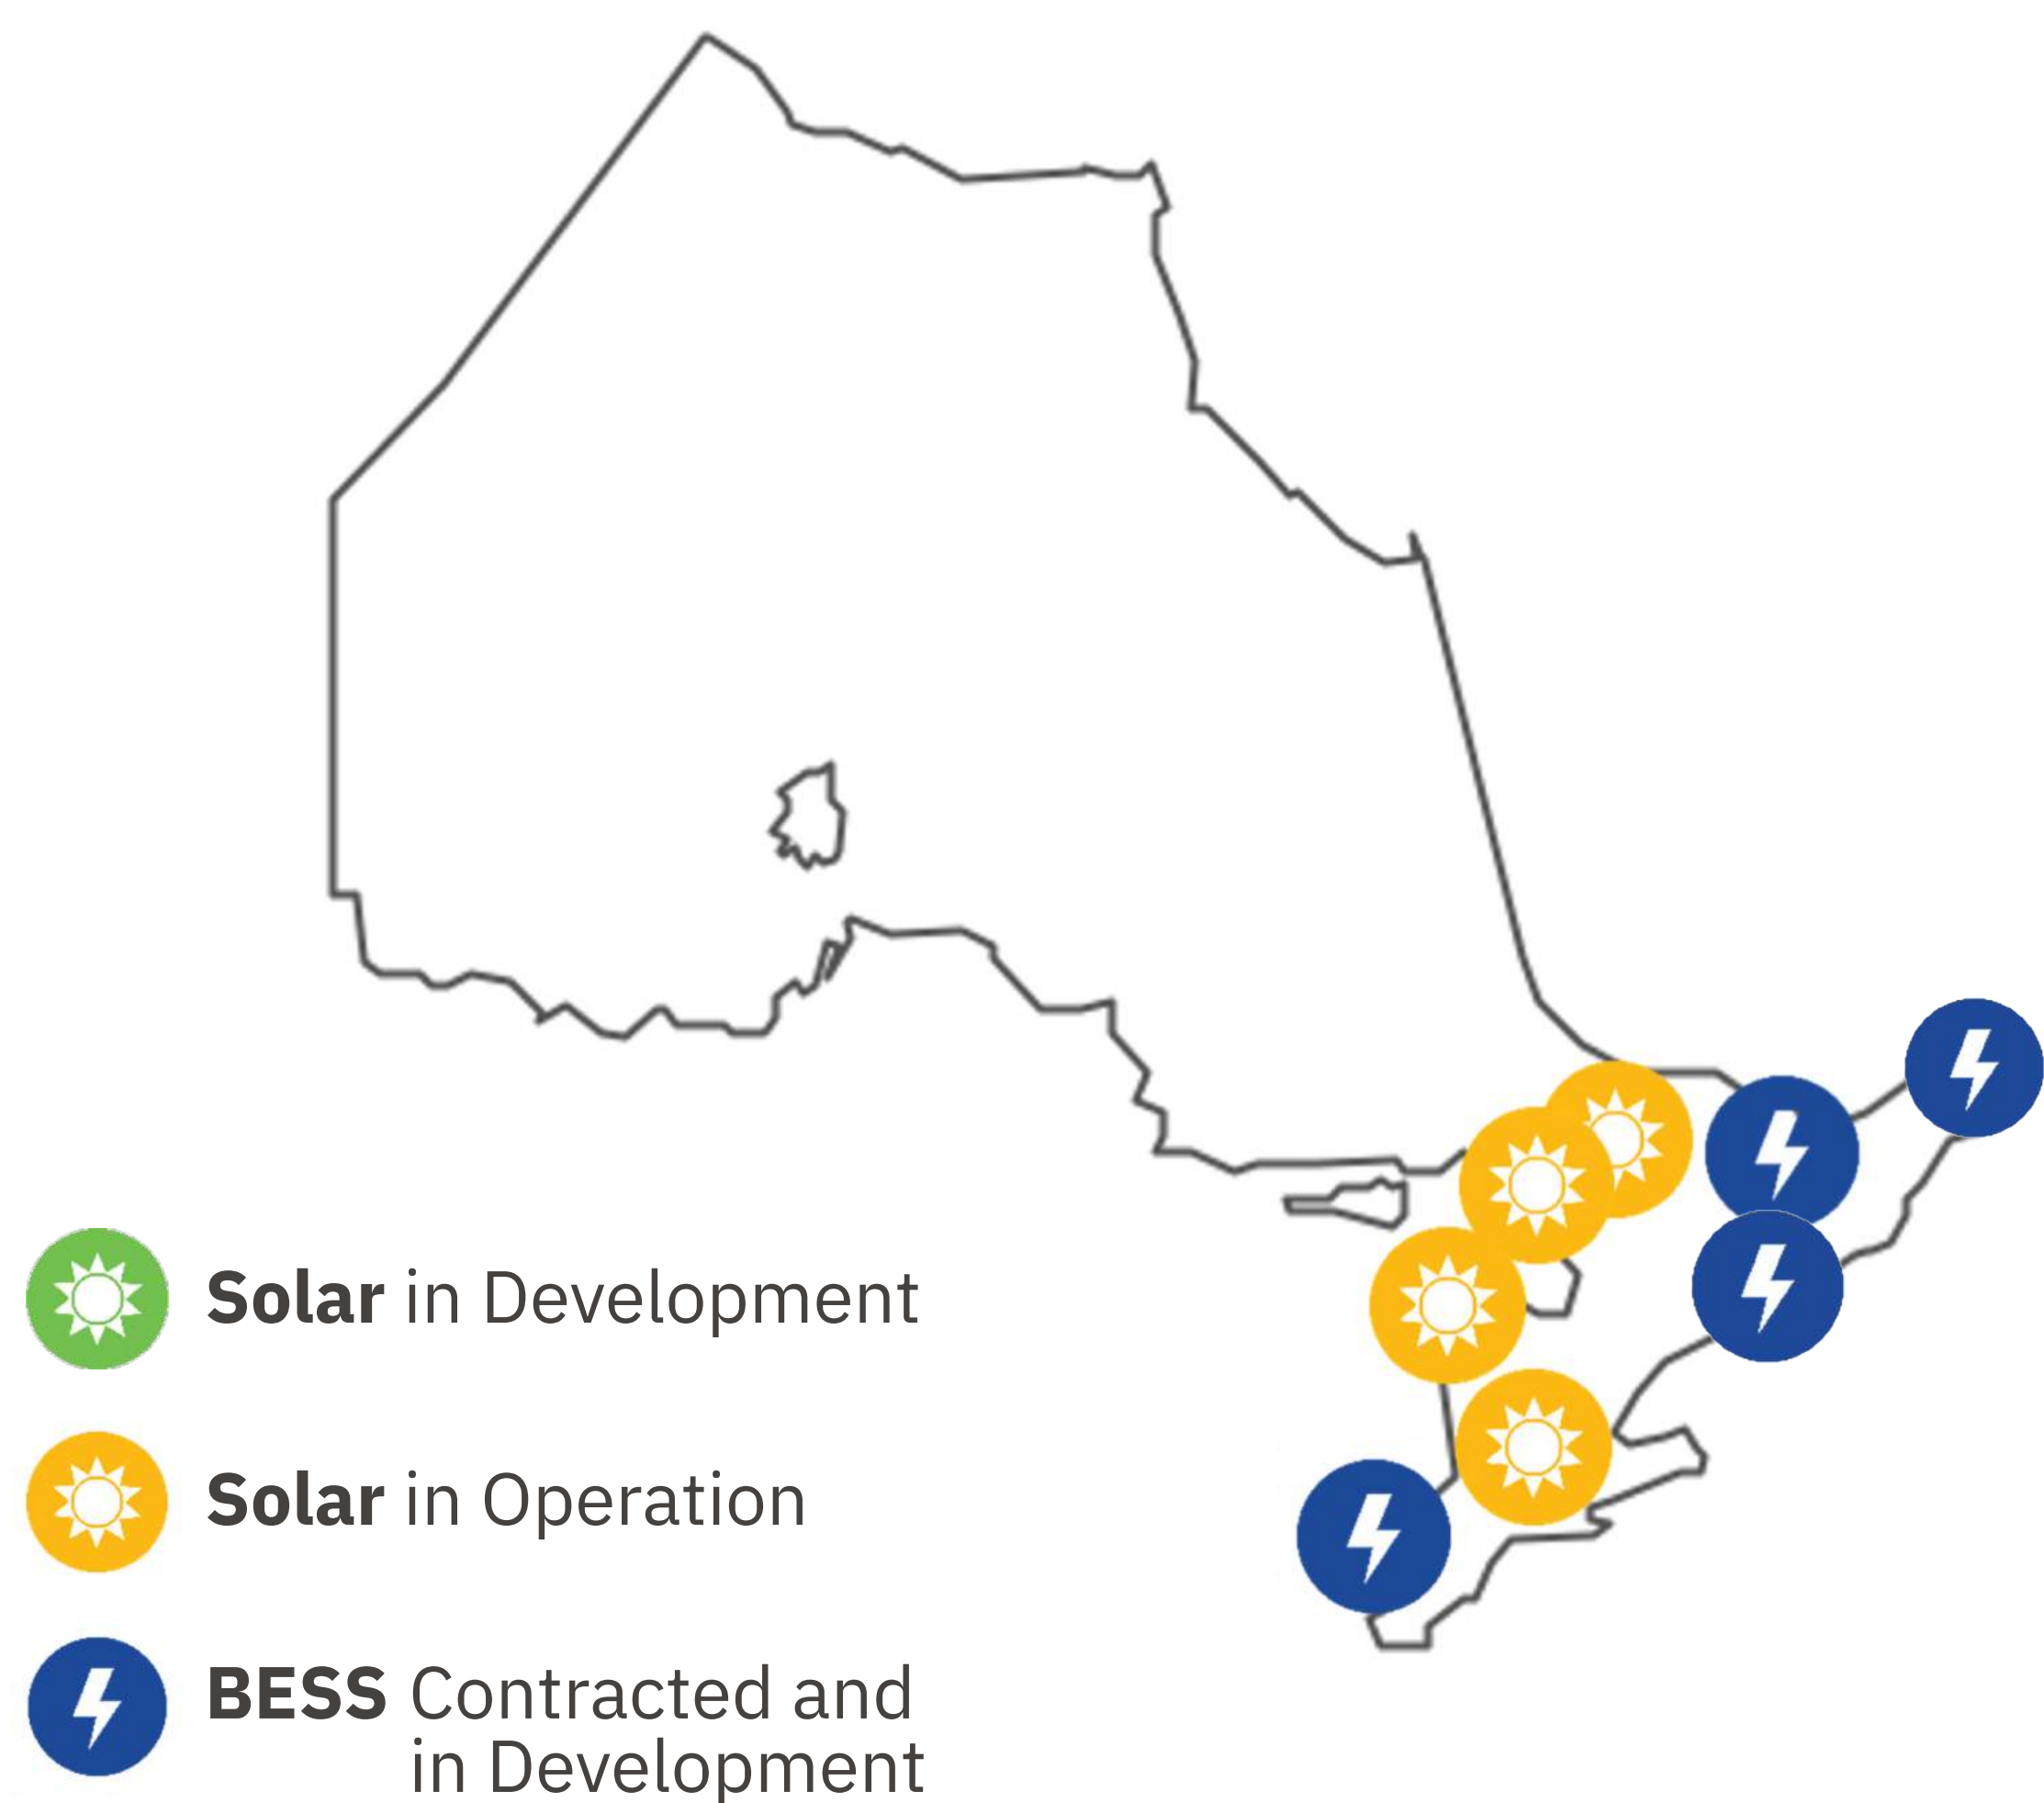 Solar in Development
Solar in Operation
BESS Contracted and
in Development